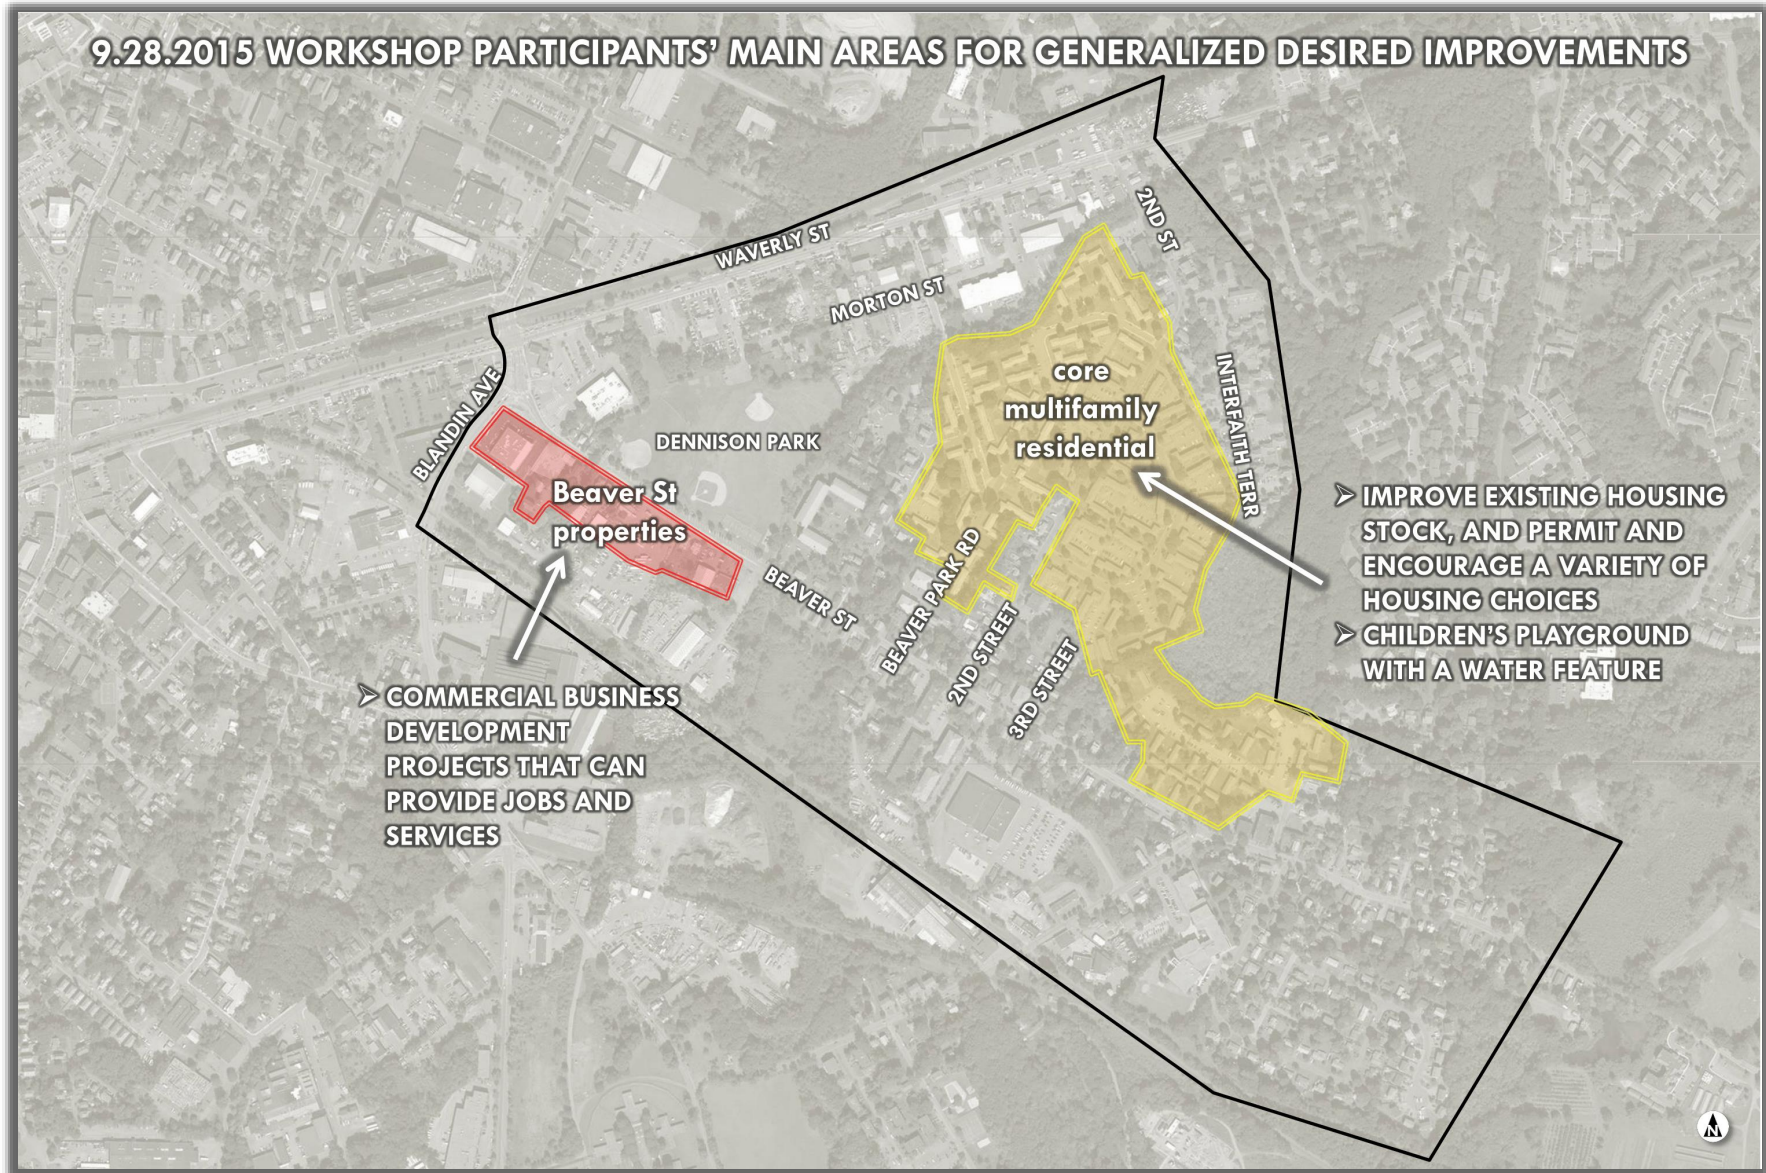 9.28.2015 WORKSHOP PARTICIPANTS' MAIN AREAS FOR GENERALIZED DESIRED IMPROVEMENTS
2ND ST
WAVERLY ST
MORTON ST
INTERFAITH TERR
core
multifamily
residential
BLANDIN AVE
DENNISON PARK
Beaver St
properties
BEAVER ST
BEAVER PARK RD
2ND STREET
3RD STREET
➢ IMPROVE EXISTING HOUSING
STOCK, AND PERMIT AND
ENCOURAGE A VARIETY OF
HOUSING CHOICES
➢ CHILDREN'S PLAYGROUND
WITH A WATER FEATURE
➢ COMMERCIAL BUSINESS
DEVELOPMENT
PROJECTS THAT CAN
PROVIDE JOBS AND
SERVICES
N